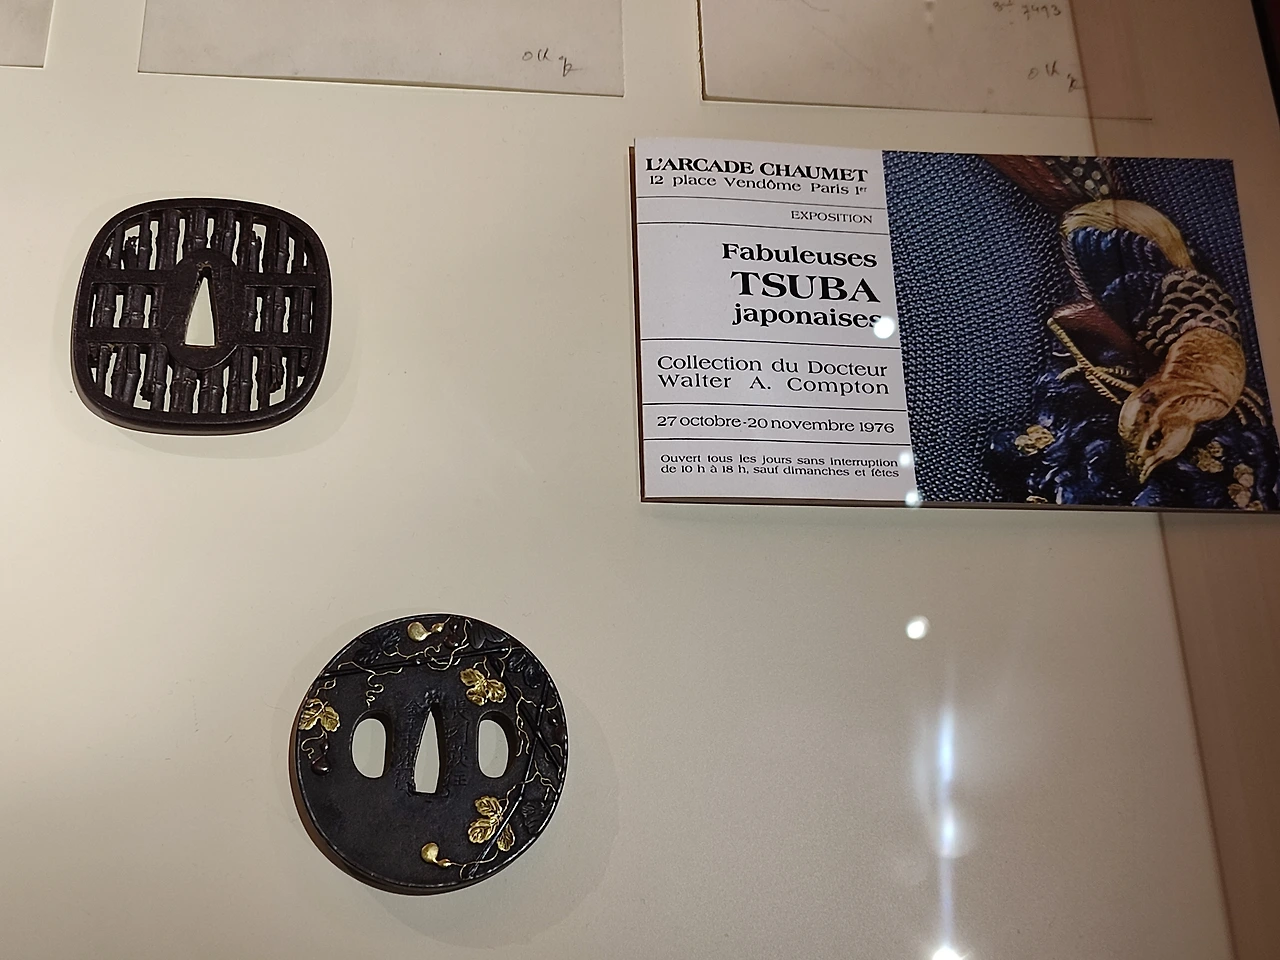 L'ARCADE CHAUMET
12 place Vendôme Paris 1er
EXPOSITION
Fabuleuses
TSUBA
japonaises
Collection du Docteur
Walter A. Compton
27 octobre-20 novembre 1976
Ouvert tous les jours sans interruption
de 10 h à 18 h, sauf dimanches et fêtes